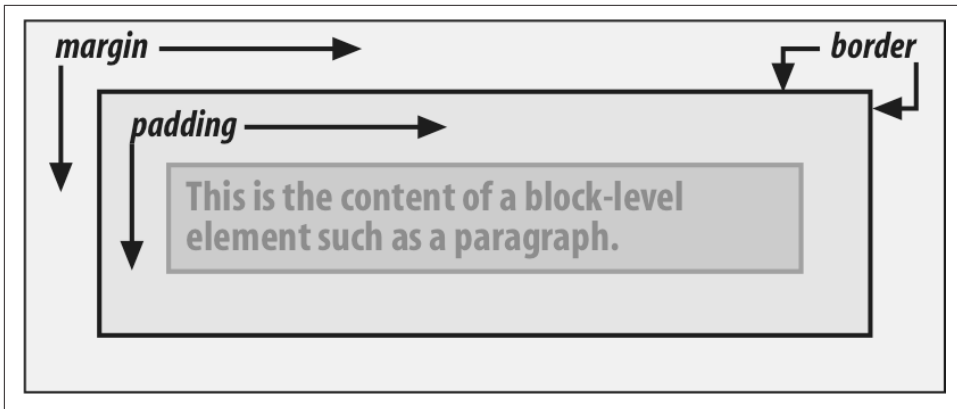 margin
border
padding
This is the content of a block-level
element such as a paragraph.